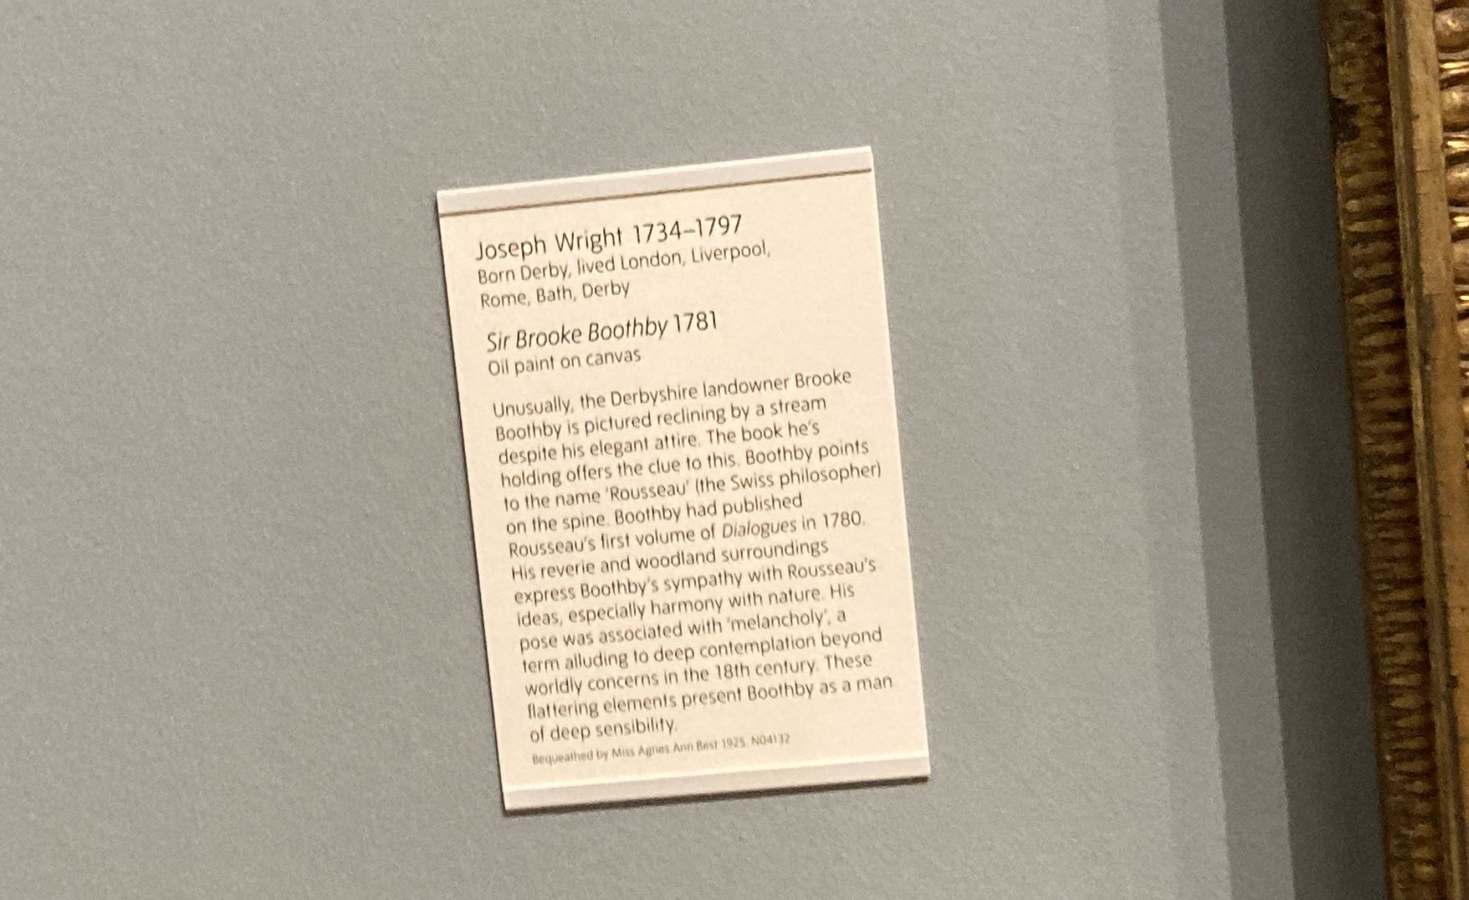 Joseph Wright 1734–1797
Born Derby, lived London, Liverpool,
Rome, Bath, Derby
Sir Brooke Boothby 1781
Oil paint on canvas
Unusually, the Derbyshire landowner Brooke
Boothby is pictured reclining by a stream
despite his elegant attire. The book he's
holding offers the clue to this. Boothby points
to the name 'Rousseau' (the Swiss philosopher)
on the spine. Boothby had published
Rousseau's first volume of Dialogues in 1780.
His reverie and woodland surroundings
express Boothby's sympathy with Rousseau's
ideas, especially harmony with nature. His
pose was associated with 'melancholy', a
term alluding to deep contemplation beyond
worldly concerns in the 18th century. These
flattering elements present Boothby as a man
of deep sensibility.
Bequeathed by Miss Agnes Ann Best 1925. N04132